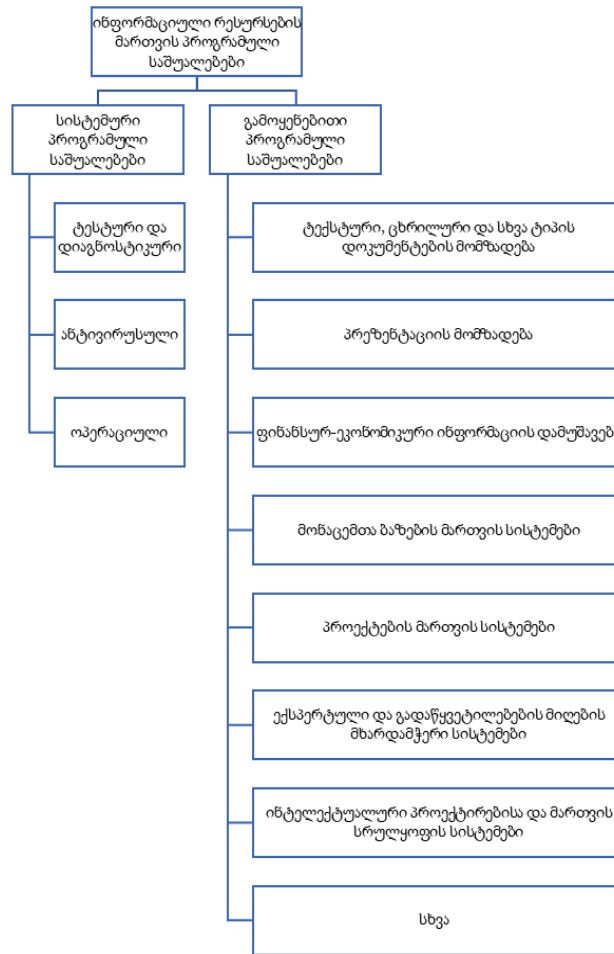 ინფორმაციული რესურსების
მართვის პროგრამული
საშუალებები
სისტემური
პროგრამული
საშუალებები
ტესტური და
დიაგნოსტიკური
ანტივირუსული
ოპერაციული
გამოყენებითი
პროგრამული
საშუალებები
ტექსტური, ცხრილური და სხვა ტიპის
დოკუმენტების მომზადება
პრეზენტაციის მომზადება
ფინანსურ-ეკონომიკური ინფორმაციის დამუშავებ
მონაცემთა ბაზების მართვის სისტემები
პროექტების მართვის სისტემები
ექსპერტული და გადაწყვეტილებების მიღების
მხარდამჭერი სისტემები
ინტელექტუალური პროექტირებისა და მართვის
სრულყოფის სისტემები
სხვა